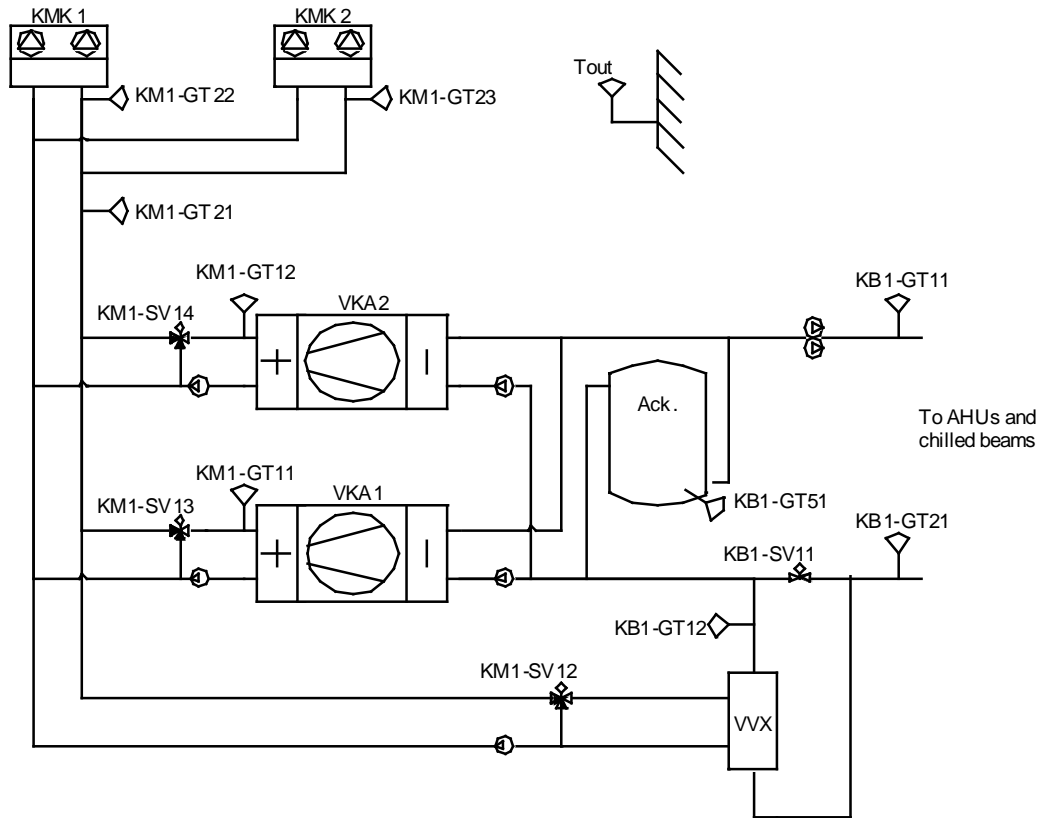 KMK 1
KMK 2
Tout
KM1-GT22
KM1-GT23
KM1-GT21
KM1-GT12
KB1-GT11
KM1-SV14
VKA2
Ack.
To AHUs and
chilled beams
KM1-GT11
VKA1
KM1-SV13
KB1-GT51
KB1-GT21
KB1-SV11
KB1-GT12
KM1-SV12
VVX